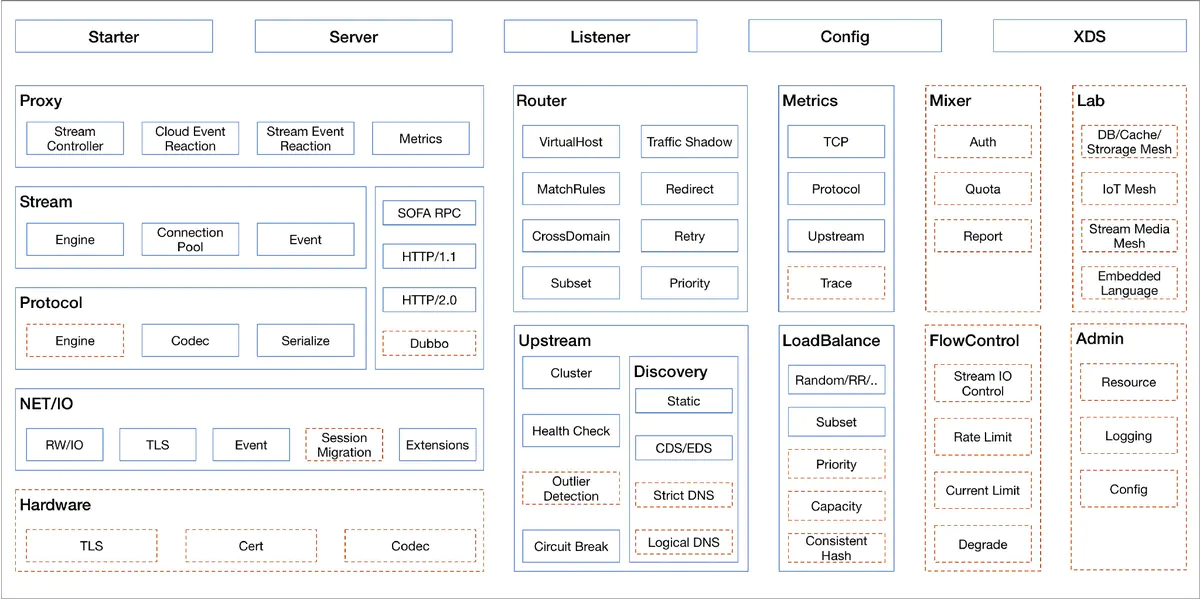 Starter
Server
Listener
Config
XDS
Proxy
Stream
Controller
Cloud Event
Reaction
Stream Event
Reaction
Metrics
Stream
Engine
Connection
Pool
Event
Protocol
Engine
Codec
Serialize
SOFA RPC
HTTP/1.1
HTTP/2.0
Dubbo
NET/IO
RW/IO
TLS
Event
Session
Migration
Extensions
Hardware
TLS
Cert
Codec
Router
VirtualHost
Traffic Shadow
MatchRules
Redirect
CrossDomain
Retry
Subset
Priority
Upstream
Cluster
Health Check
Outlier
Detection
Circuit Break
Discovery
Static
CDS/EDS
Strict DNS
Logical DNS
Metrics
TCP
Protocol
Upstream
Trace
LoadBalance
Random/RR/..
Subset
Priority
Capacity
Consistent
Hash
Mixer
Auth
Quota
Report
FlowControl
Stream IO
Control
Rate Limit
Current Limit
Degrade
Lab
DB/Cache/
Strorage Mesh
IoT Mesh
Stream Media
Mesh
Embedded
Language
Admin
Resource
Logging
Config